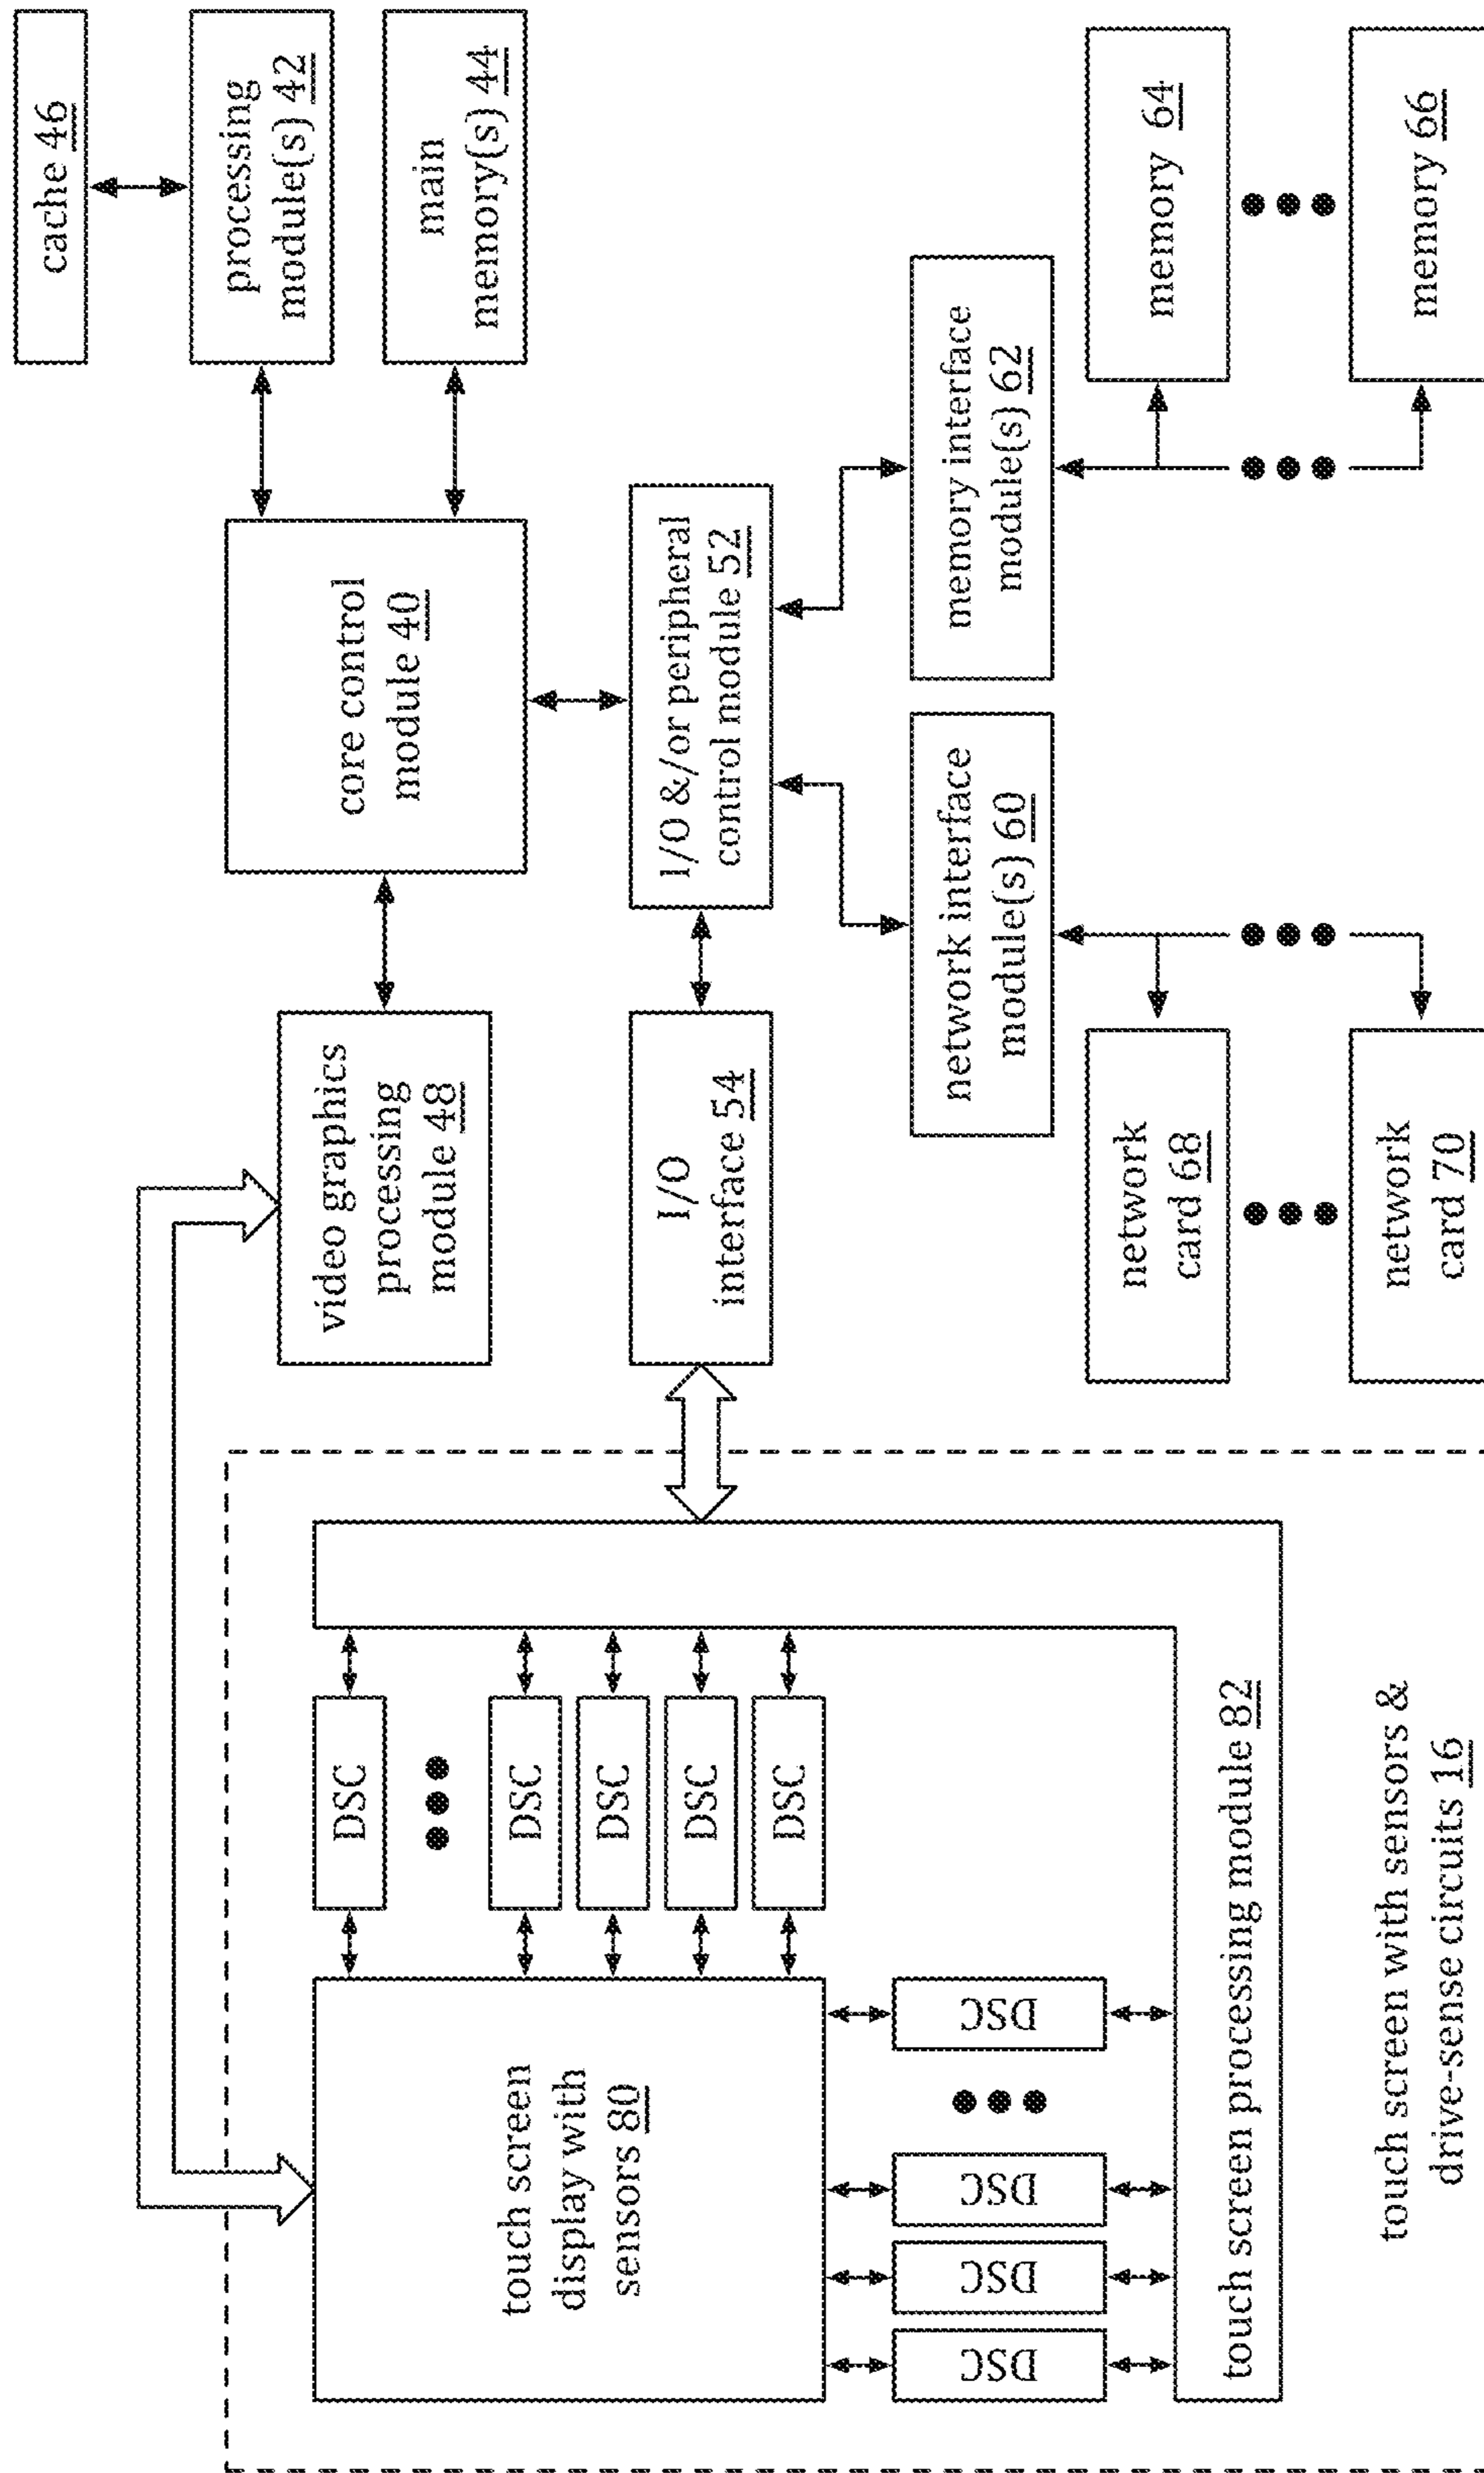 cache 46
processing
module(s) 42
main
memory(s) 44
core control
module 40
video graphics
processing
module 48
I/O &/or peripheral
control module 52
I/O
interface 54
memory interface
module(s) 62
network interface
module(s) 60
memory 64
memory 66
network
card 68
network
card 70
touch screen
display with
sensors 80
DSC
DSC
DSC
DSC
DSC
DSC
DSC
DSC
DSC
touch screen processing module 82
touch screen with sensors &
drive-sense circuits 16